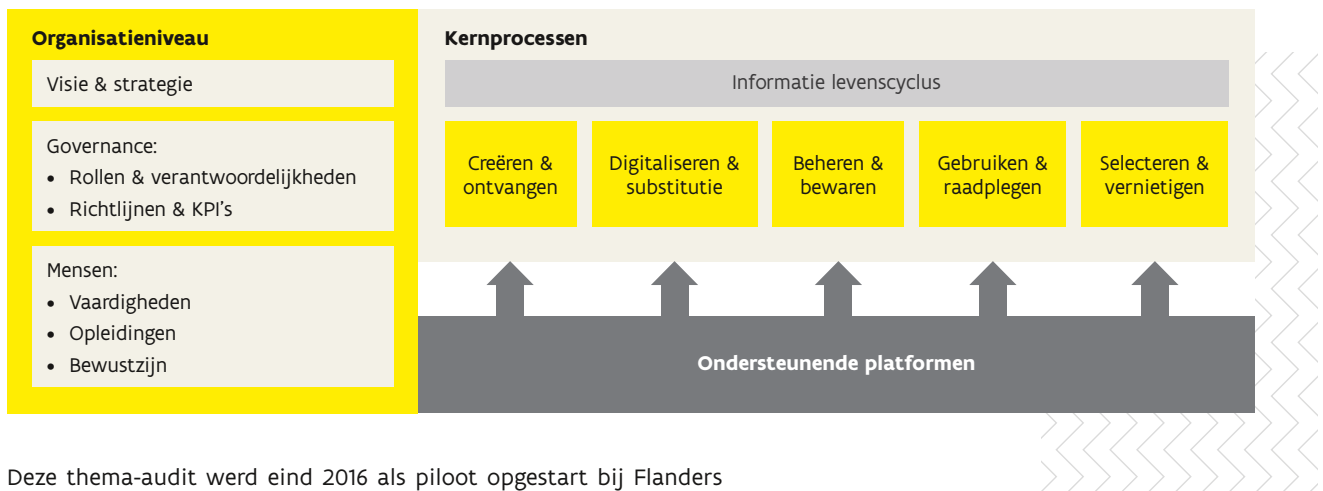 Organisatieniveau
Visie & strategie
Governance:
• Rollen & verantwoordelijkheden
• Richtlijnen & KPI's
Mensen:
• Vaardigheden
• Opleidingen
• Bewustzijn
Kernprocessen
Informatie levenscyclus
Creëren &
ontvangen
Digitaliseren &
substitutie
Beheren &
bewaren
Gebruiken &
raadplegen
Selecteren &
vernietigen
Ondersteunende platformen
Deze thema-audit werd eind 2016 als piloot opgestart bij Flanders